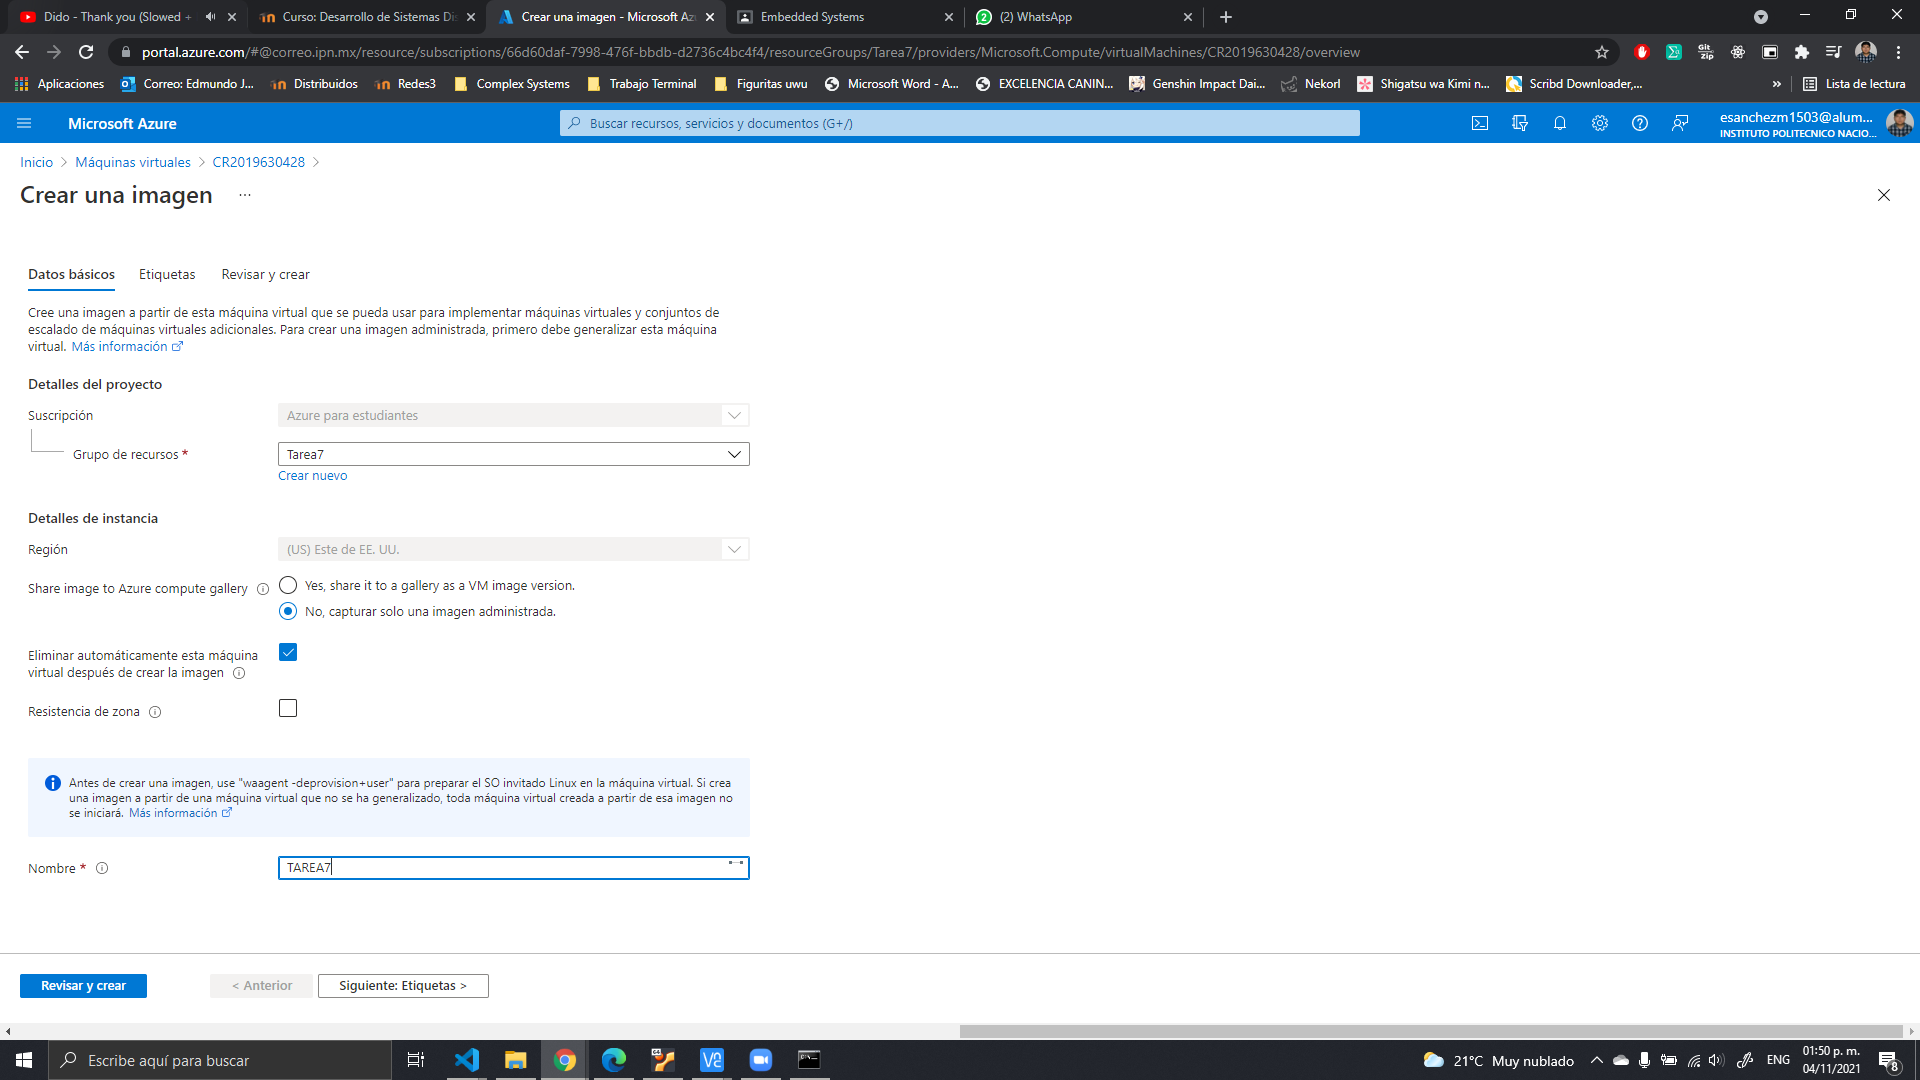 Dido - Thank you (Slowed +
Curso: Desarrollo de Sistemas Dis
Crear una imagen - Microsoft Az
Embedded Systems
(2) WhatsApp
portal.azure.com/#@correo.ipn.mx/resource/subscriptions/66d60daf-7998-476f-bbdb-d2736c4bc4f4/resourceGroups/Tarea7/providers/Microsoft.Compute/virtualMachines/CR2019630428/overview
Aplicaciones
Correo: Edmundo J...
Distribuidos
Redes3
Complex Systems
Trabajo Terminal
Figuritas uwu
Microsoft Word - A...
EXCELENCIA CANIN...
Genshin Impact Dai...
Nekorl
Shigatsu wa Kimi n...
Scribd Downloader,...
»
Lista de lectura
Microsoft Azure
Buscar recursos, servicios y documentos (G+/)
esanchezm1503@alum...
INSTITUTO POLITECNICO NACIO...
Inicio > Máquinas virtuales > CR2019630428 >
Crear una imagen ...
Datos básicos
Etiquetas
Revisar y crear
Cree una imagen a partir de esta máquina virtual que se pueda usar para implementar máquinas virtuales y conjuntos de
escalado de máquinas virtuales adicionales. Para crear una imagen administrada, primero debe generalizar esta máquina
virtual. Más información
Detalles del proyecto
Suscripción
Azure para estudiantes
Grupo de recursos *
Tarea7
Crear nuevo
Detalles de instancia
Región
(US) Este de EE. UU.
Share image to Azure compute gallery
Yes, share it to a gallery as a VM image version.
No, capturar solo una imagen administrada.
Eliminar automáticamente esta máquina
virtual después de crear la imagen
Resistencia de zona
Antes de crear una imagen, use "waagent -deprovision+user" para preparar el SO invitado Linux en la máquina virtual. Si crea
una imagen a partir de una máquina virtual que no se ha generalizado, toda máquina virtual creada a partir de esa imagen no
se iniciará. Más información
Nombre *
TAREA7
Revisar y crear
< Anterior
Siguiente: Etiquetas >
Escribe aquí para buscar
21°C Muy nublado
ENG
01:50 p. m.
04/11/2021
8